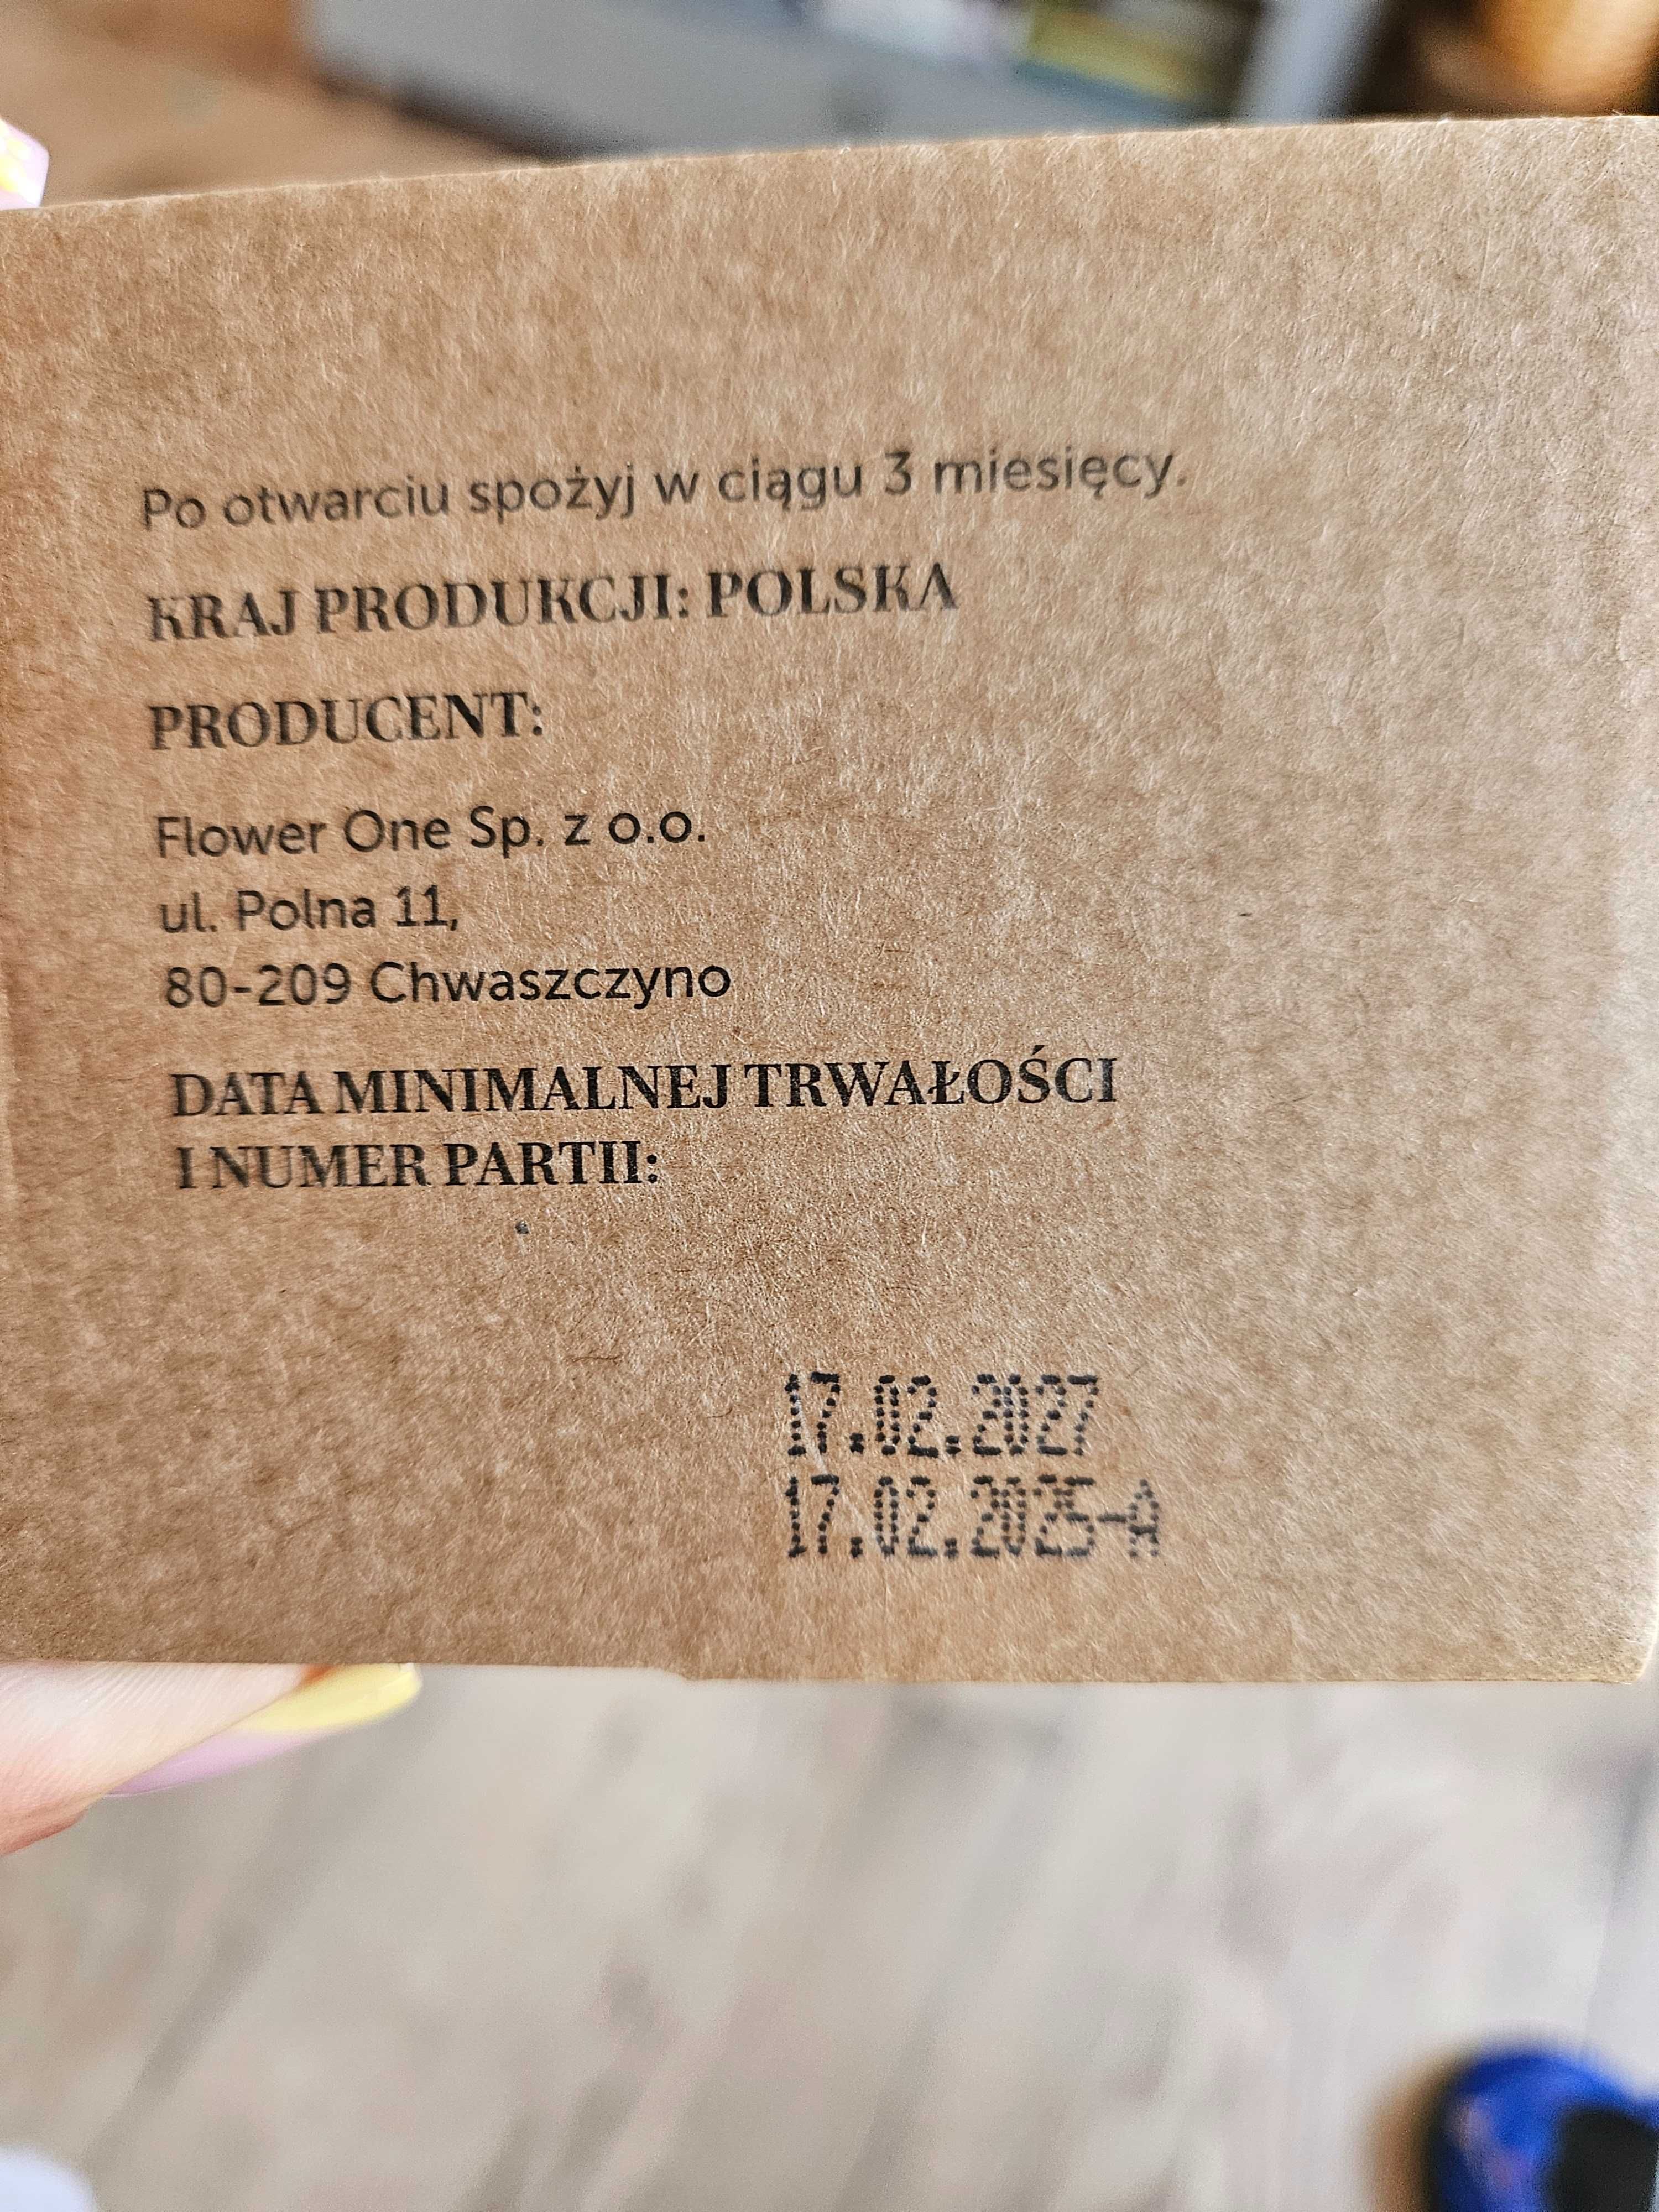 Po otwarciu spożyj w ciągu 3 miesięcy.
KRAJ PRODUKCJI: POLSKA
PRODUCENT:
Flower One Sp. z o.o.
ul. Polna 11,
80-209 Chwaszczyno
DATA MINIMALNEJ TRWAŁOŚCI
I NUMER PARTII:
17.02.2027
17.02.2025-A